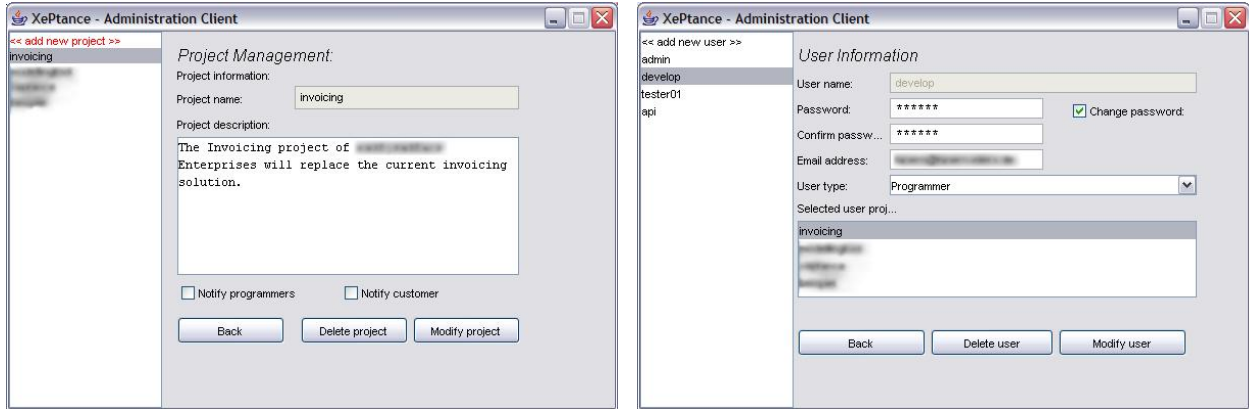 XePtance - Administration Client
<< add new project >>
invoicing
Project Management:
Project information:
Project name:
invoicing
Project description:
The Invoicing project of
Enterprises will replace the current invoicing
solution.
Notify programmers
Notify customer
Back
Delete project
Modify project
XePtance - Administration Client
<< add new user >>
admin
develop
tester01
api
User Information
User name:
develop
Password:
******
Change password:
Confirm passw...
******
Email address:
User type:
Programmer
Selected user proj...
invoicing
Back
Delete user
Modify user